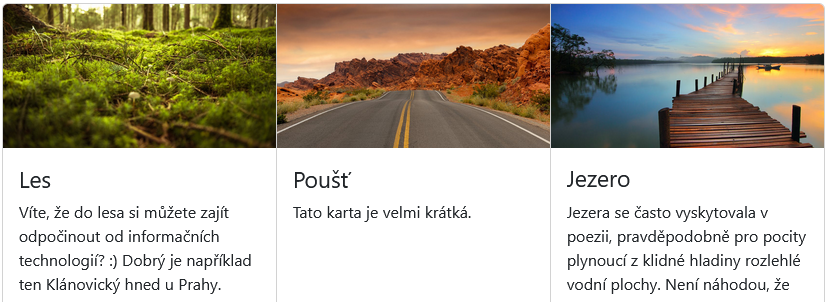 Les
Víte, že do lesa si můžete zajít
odpočinout od informačních
technologií? :) Dobrý je například
ten Klánovický hned u Prahy.
Poušť
Tato karta je velmi krátká.
Jezero
Jezera se často vyskytovala v
poezii, pravděpodobně pro pocity
plynoucí z klidné hladiny rozlehlé
vodní plochy. Není náhodou, že